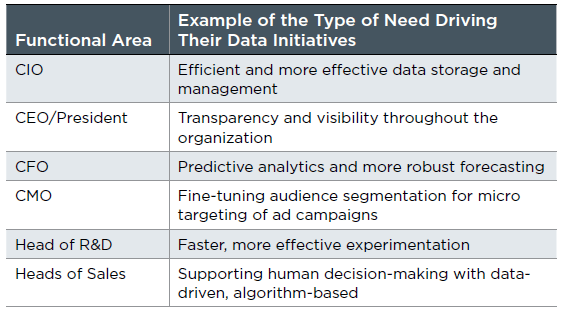 Functional Area
Example of the Type of Need Driving
Their Data Initiatives
CIO
Efficient and more effective data storage and
management
CEO/President
Transparency and visibility throughout the
organization
CFO
Predictive analytics and more robust forecasting
CMO
Fine-tuning audience segmentation for micro
targeting of ad campaigns
Head of R&D
Faster, more effective experimentation
Heads of Sales
Supporting human decision-making with data-
driven, algorithm-based